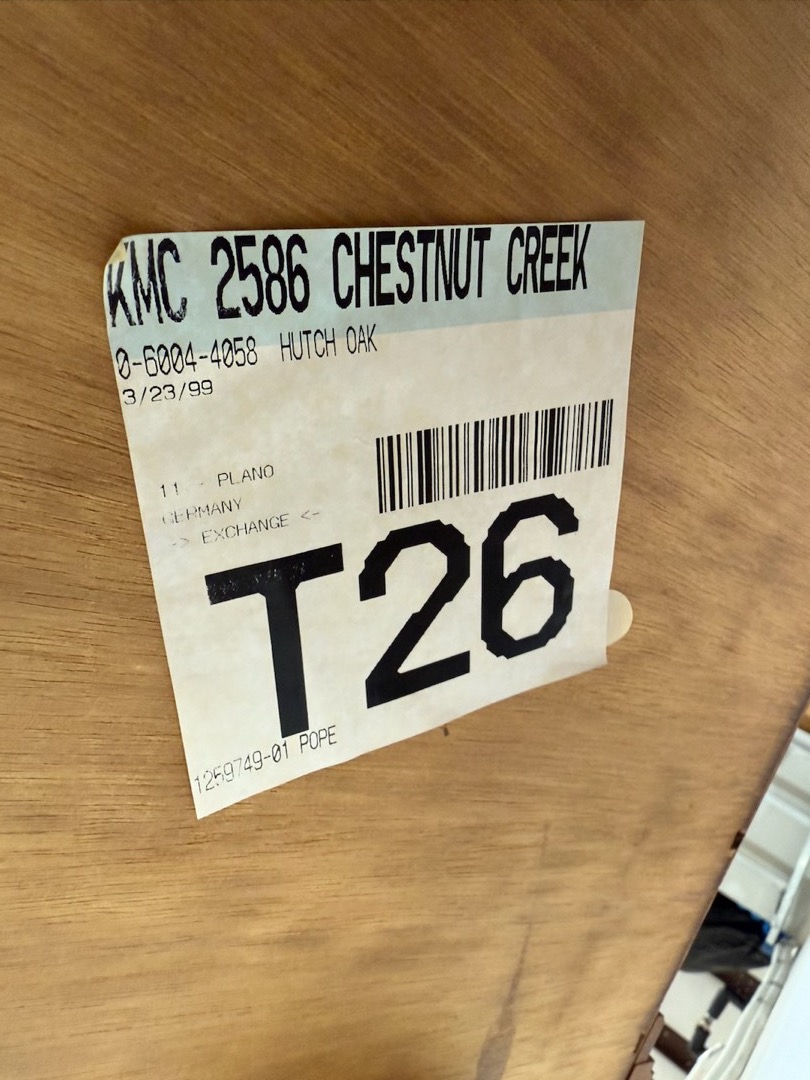 KMC 2586 CHESTNUT CREEK
0-6004-4058 HUTCH OAK
3/23/99
11 - PLANO
GERMANY
-> EXCHANGE <-
T26
1259749-01 POPE